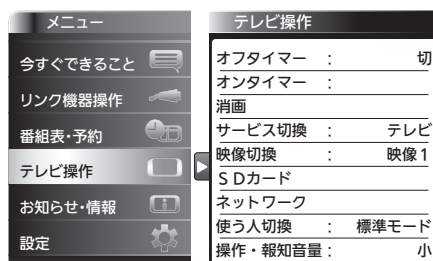 メニュー
今すぐできること
リンク機器操作
番組表・予約
テレビ操作
お知らせ・情報
設定
テレビ操作
オフタイマー : 切
オンタイマー :
消画
サービス切換 : テレビ
映像切換 : 映像1
SDカード
ネットワーク
使う人切換 : 標準モード
操作・報知音量 : 小